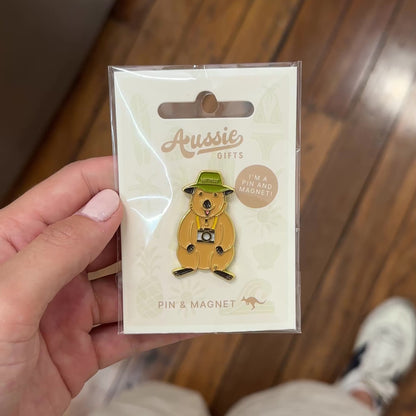 Aussie
GIFTS
I'M A
PIN AND
MAGNET!
PIN & MAGNET